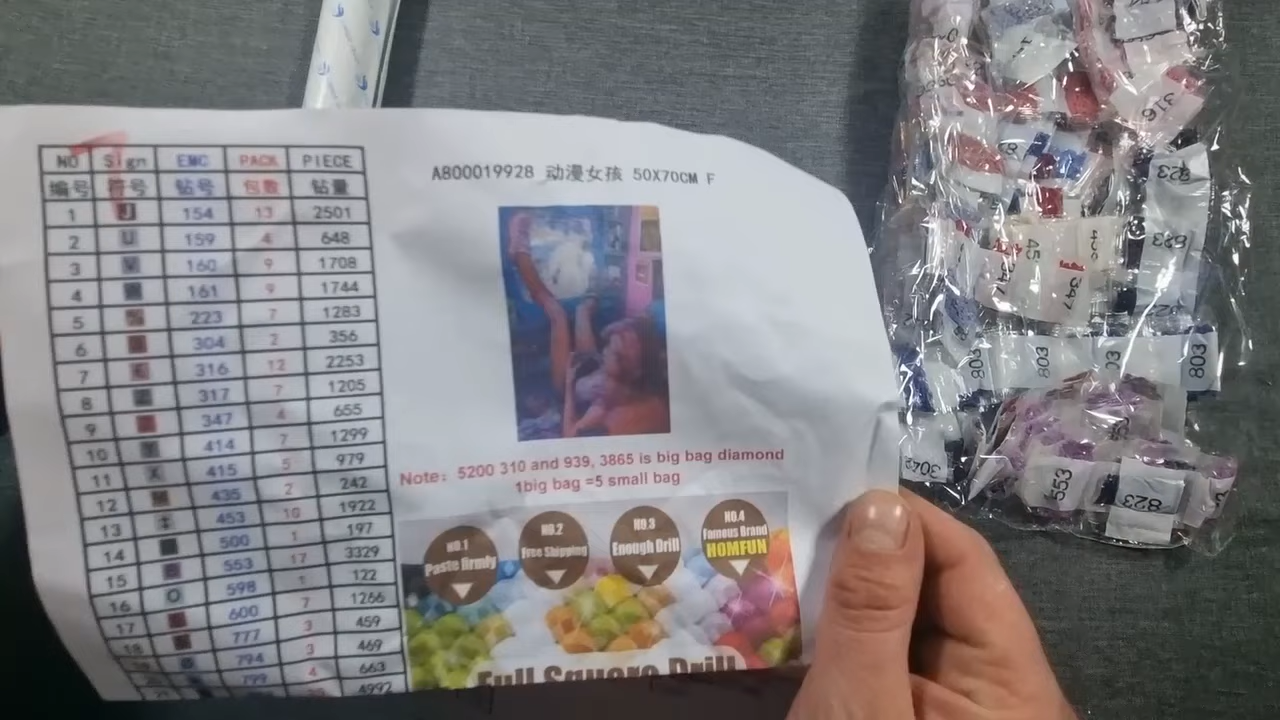 NO Sign EMC PACK PIECE
编号 符号 钻号 包数 钻量
1 J 154 13 2501
2 U 159 4 648
3 160 9 1708
4 161 9 1744
5 223 7 1283
6 304 2 356
7 316 12 2253
8 317 7 1205
9 347 4 655
10 414 7 1299
11 415 5 979
12 435 2 242
13 453 10 1922
14 500 1 197
15 553 17 3329
16 598 1 122
17 600 7 1266
18 777 3 459
794 3 469
799 4 663
4992
A800019928 动漫女孩 50X70CM F
Note: 5200 310 and 939, 3865 is big bag diamond
1big bag =5 small bag
NO.1
Paste firmly
NO.2
Free Shipping
NO.3
Enough Drill
NO.4
Famous Brand
HOMFUN
Full Square Drill
316
823
823
45
347
803
803
03
803
304
553
823